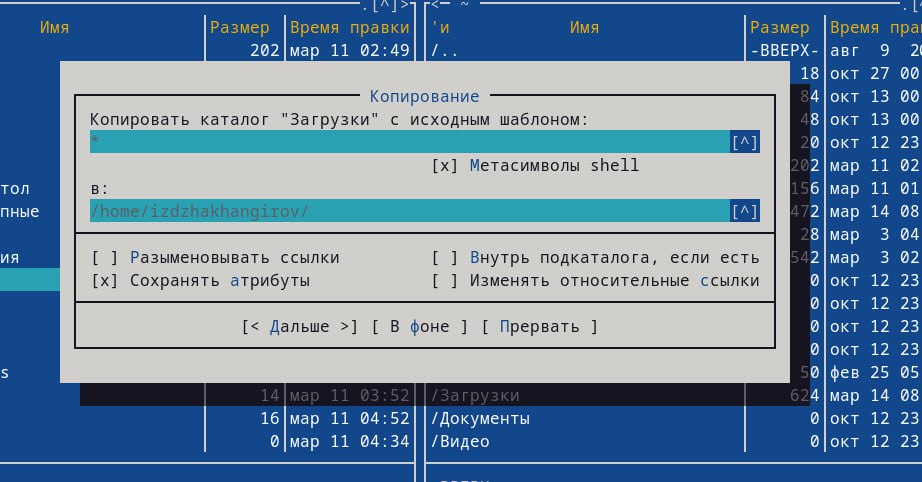 .[^]> <─ ~ .[^
Имя Размер Время правки 'и Имя Размер Время пра
202 мар 11 02:49 /.. -ВВЕРХ- авг 9 20
18 окт 27 00
Копирование 84 окт 13 00
Копировать каталог "Загрузки" с исходным шаблоном: 48 окт 13 00
* [^] 20 окт 12 23
[x] Метасимволы shell 202 мар 11 02
тол в: 156 мар 11 01
пные /home/izdzhakhangirov/ [^] 472 мар 14 08
28 мар 3 04
ия [ ] Разыменовывать ссылки [ ] Внутрь подкаталога, если есть 542 мар 3 02
[x] Сохранять атрибуты [ ] Изменять относительные ссылки 0 окт 12 23
0 окт 12 23
[< Дальше >] [ В фоне ] [ Прервать ] 0 окт 12 23
0 окт 12 23
s 50 фев 25 05
14 мар 11 03:52 /Загрузки 624 мар 14 08
16 мар 11 04:52 /Документы 0 окт 12 23
0 мар 11 04:34 /Видео 0 окт 12 23